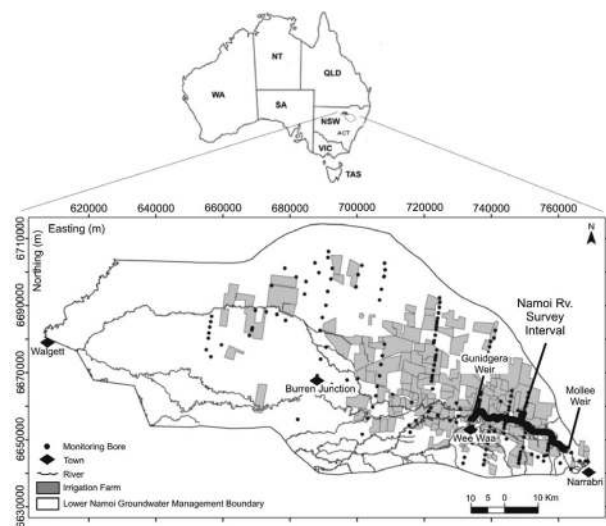 NT
QLD
WA
SA
NSW
ACT
VIC
TAS
620000 640000 660000 680000 700000 720000 740000 760000
Easting (m)
Northing (m)
6710000
6690000
6670000
6650000
6630000
N
Namoi Rv.
Survey
Interval
Gunidgera
Weir
Mollee
Weir
Walgett
Burren Junction
Wee Waa
Narrabri
Monitoring Bore
Town
River
Irrigation Farm
Lower Namoi Groundwater Management Boundary
10 5 0 10 Km